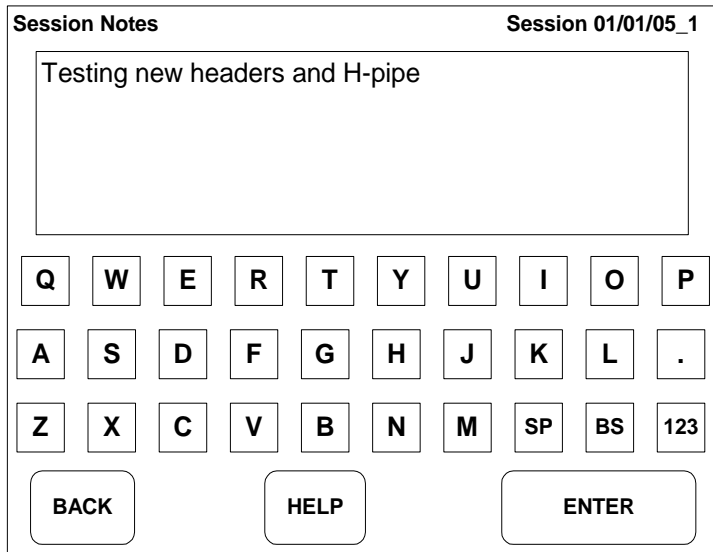 Session Notes Session 01/01/05_1
Testing new headers and H-pipe
Q W E R T Y U I O P
A S D F G H J K L .
Z X C V B N M SP BS 123
BACK HELP ENTER